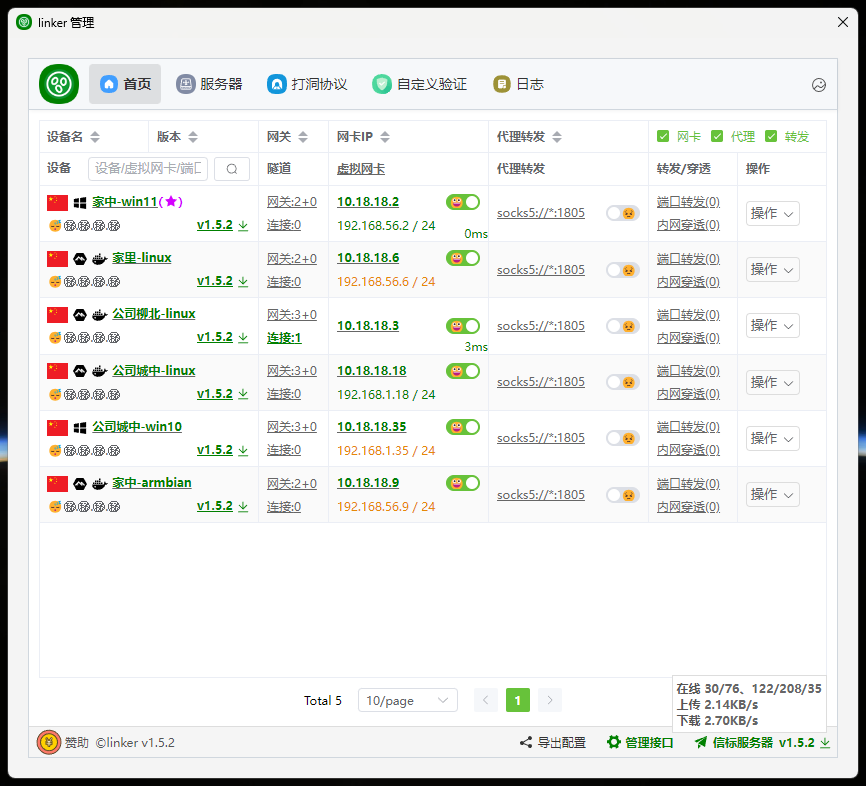 linker 管理
首页 服务器 打洞协议 自定义验证 日志
设备名 版本 网关 网卡IP 代理转发 网卡 代理 转发
设备 设备/虚拟网卡/端口 隧道 虚拟网卡 代理转发 转发/穿透 操作
家中-win11(★) 网关:2+0 10.18.18.2 socks5://*:1805 端口转发(0) 操作
v1.5.2 连接:0 192.168.56.2 / 24 0ms 内网穿透(0)
家里-linux 网关:2+0 10.18.18.6 socks5://*:1805 端口转发(0) 操作
v1.5.2 连接:0 192.168.56.6 / 24 内网穿透(0)
公司柳北-linux 网关:3+0 10.18.18.3 socks5://*:1805 端口转发(0) 操作
v1.5.2 连接:1 3ms 内网穿透(0)
公司城中-linux 网关:3+0 10.18.18.18 socks5://*:1805 端口转发(0) 操作
v1.5.2 连接:0 192.168.1.18 / 24 内网穿透(0)
公司城中-win10 网关:3+0 10.18.18.35 socks5://*:1805 端口转发(0) 操作
v1.5.2 连接:0 192.168.1.35 / 24 内网穿透(0)
家中-armbian 网关:2+0 10.18.18.9 socks5://*:1805 端口转发(0) 操作
v1.5.2 连接:0 192.168.56.9 / 24 内网穿透(0)
Total 5 10/page 1
在线 30/76、122/208/35
上传 2.14KB/s
下载 2.70KB/s
赞助 ©linker v1.5.2 导出配置 管理接口 信标服务器 v1.5.2